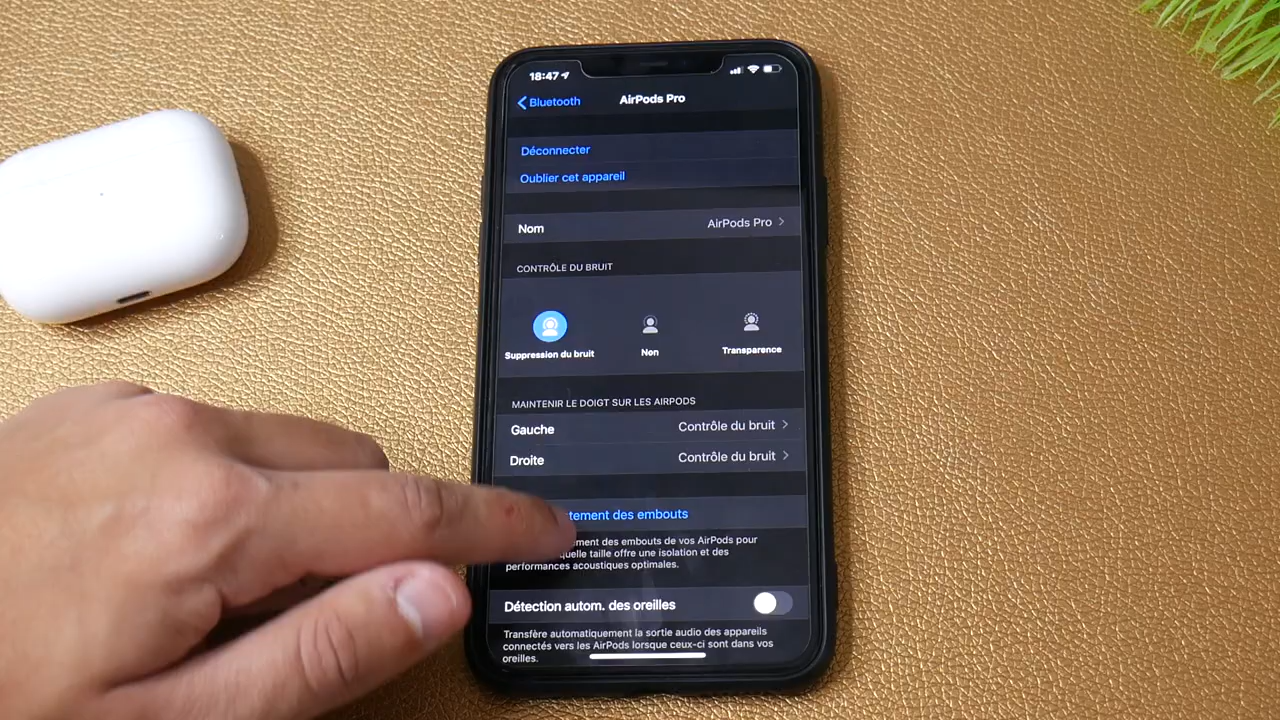 18:47
Bluetooth
AirPods Pro
Déconnecter
Oublier cet appareil
Nom
AirPods Pro
CONTRÔLE DU BRUIT
Suppression du bruit
Non
Transparence
MAINTENIR LE DOIGT SUR LES AIRPODS
Gauche
Contrôle du bruit
Droite
Contrôle du bruit
des embouts
des embouts de vos AirPods pour
quelle taille offre une isolation et des
performances acoustiques optimales.
Détection autom. des oreilles
Transfère automatiquement la sortie audio des appareils
connectés vers les AirPods lorsque ceux-ci sont dans vos
oreilles.